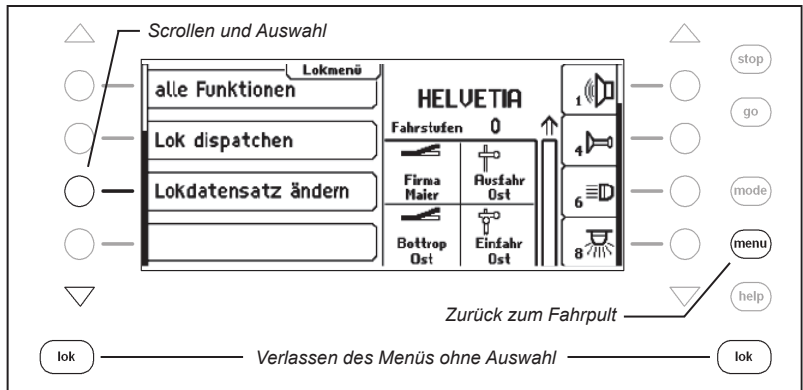 Scrollen und Auswahl
stop
go
mode
menu
help
Lokmenü
alle Funktionen
Lok dispatchen
Lokdatensatz ändern
HELVETIA
Fahrstufen 0
Firma
Maier
Ausfahr
Ost
Bottrop
Ost
Einfahr
Ost
1
4
6
8
Zurück zum Fahrpult
lok
Verlassen des Menüs ohne Auswahl
lok